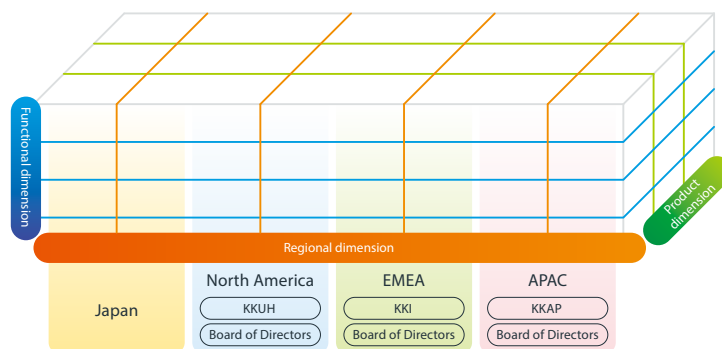 Functional dimension
Product
dimension
Regional dimension
Japan
North America
KKUH
Board of Directors
EMEA
KKI
Board of Directors
APAC
KKAP
Board of Directors